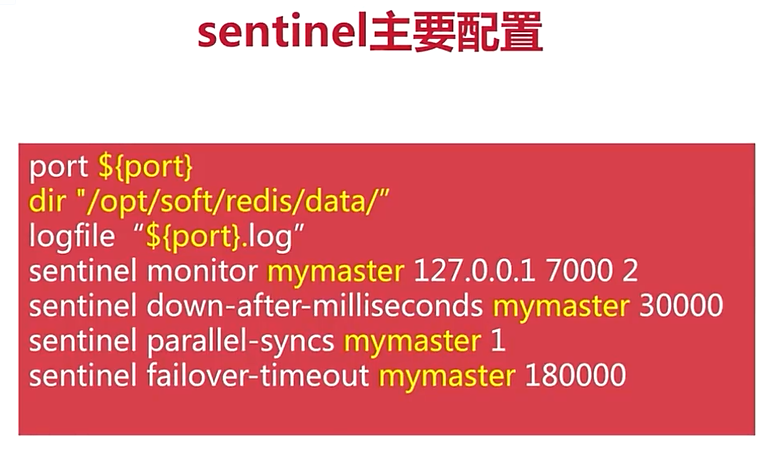 sentinel主要配置
port ${port}
dir "/opt/soft/redis/data/”
logfile “${port}.log”
sentinel monitor mymaster 127.0.0.1 7000 2
sentinel down-after-milliseconds mymaster 30000
sentinel parallel-syncs mymaster 1
sentinel failover-timeout mymaster 180000